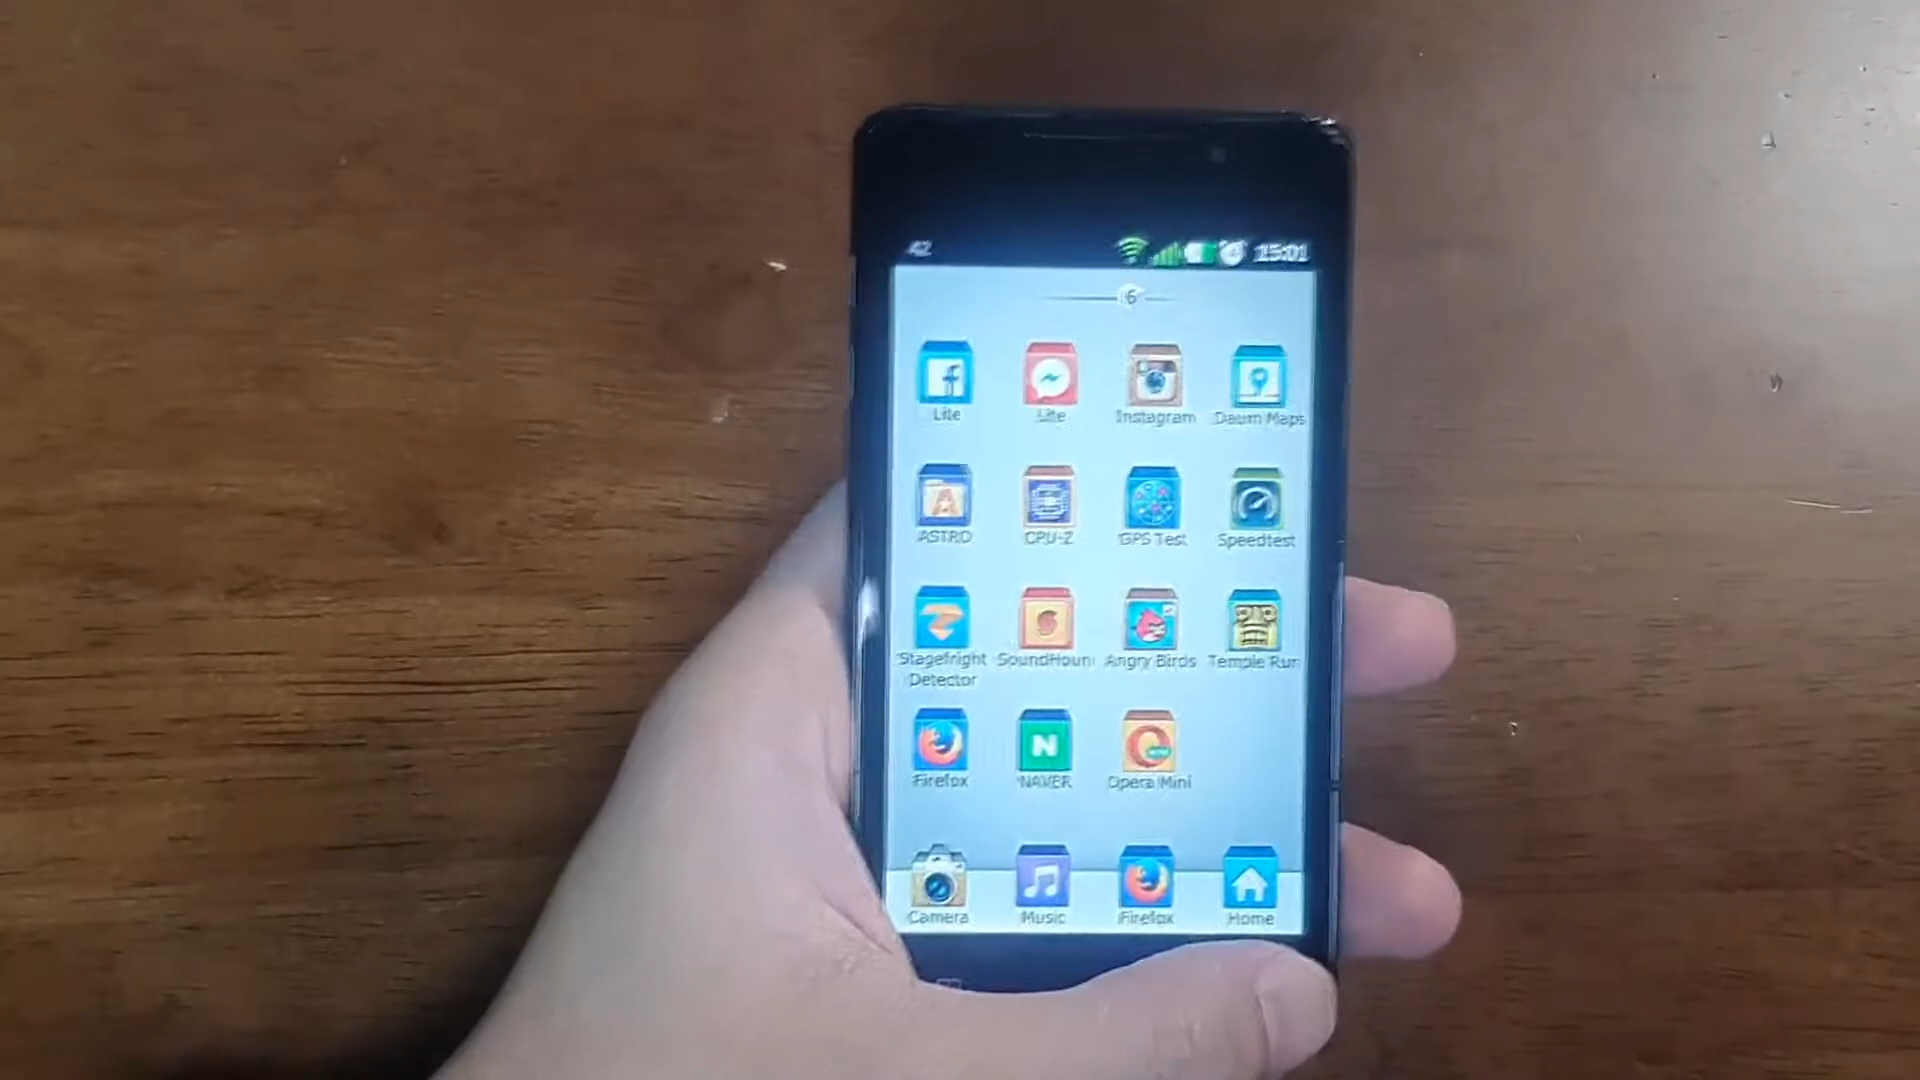 42 15:01
6
Lite Lite Instagram Daum Maps
ASTRO CPU-Z GPS Test Speedtest
Stagefright SoundHoun Angry Birds Temple Run
Detector
N
Firefox NAVER Opera Mini
Camera Music Firefox Home